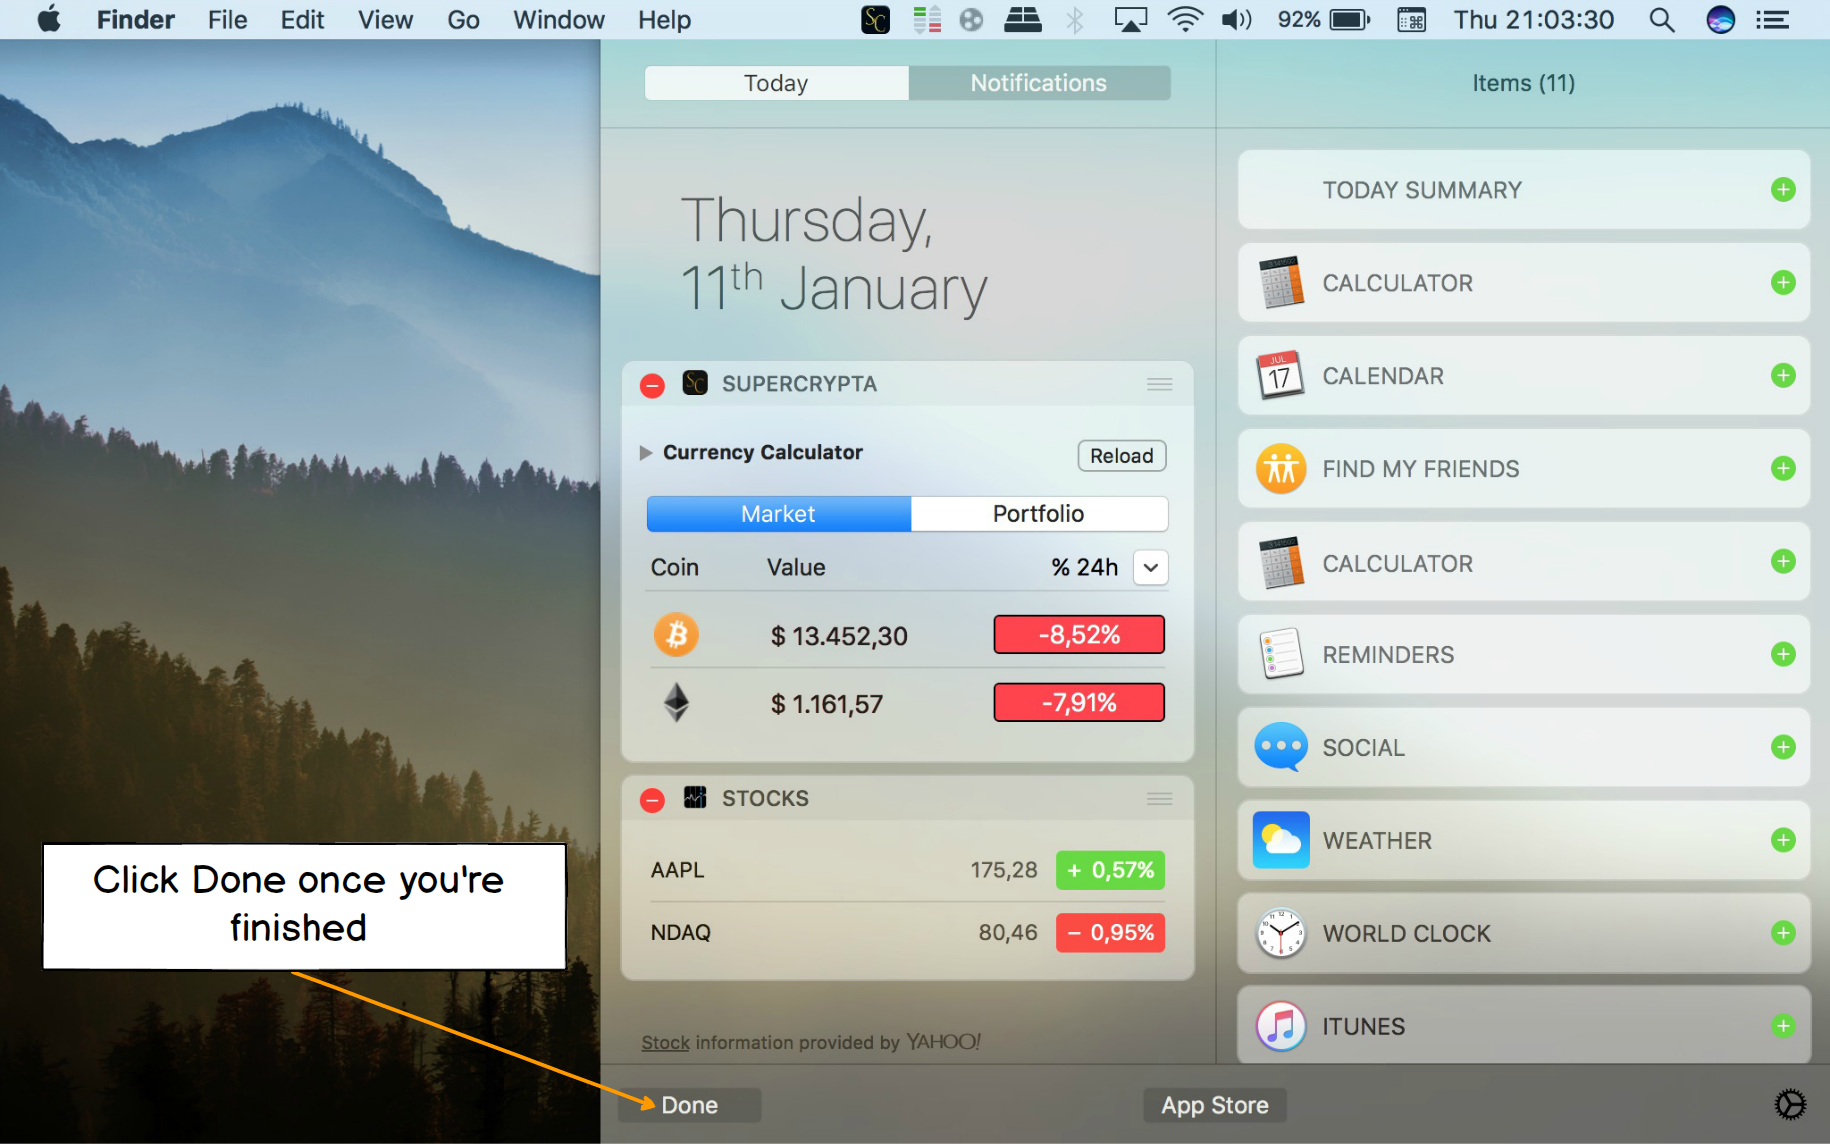 Finder File Edit View Go Window Help SC 92% Thu 21:03:30
Today Notifications
Items (11)
Thursday,
11th January
SC SUPERCRYPTA
Currency Calculator Reload
Market Portfolio
Coin Value % 24h
$ 13.452,30 -8,52%
$ 1.161,57 -7,91%
STOCKS
AAPL 175,28 + 0,57%
NDAQ 80,46 − 0,95%
Stock information provided by YAHOO!
Done
App Store
TODAY SUMMARY
CALCULATOR
JUL
17
CALENDAR
FIND MY FRIENDS
CALCULATOR
REMINDERS
SOCIAL
WEATHER
WORLD CLOCK
ITUNES
Click Done once you're
finished